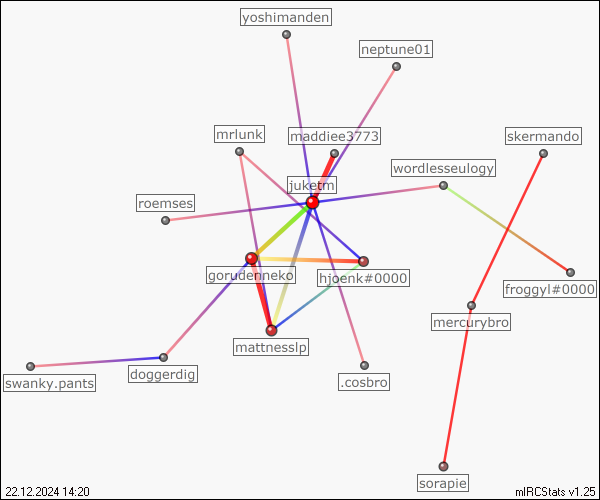 yoshimanden
neptune01
mrlunk
maddiee3773
skermando
wordlesseulogy
juketm
roemses
gorudenneko
hjoenk#0000
froggyl#0000
mercurybro
mattnesslp
doggerdig
.cosbro
swanky.pants
sorapie
22.12.2024 14:20
mIRCStats v1.25